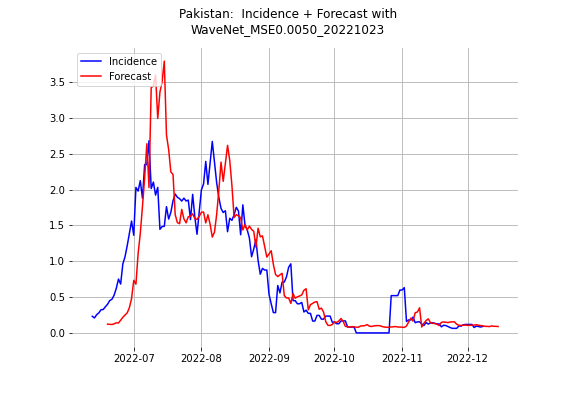 Pakistan:  Incidence + Forecast with
WaveNet_MSE0.0050_20221023
Incidence
Forecast
3.5
3.0
2.5
2.0
1.5
1.0
0.5
0.0
2022-07 2022-08 2022-09 2022-10 2022-11 2022-12